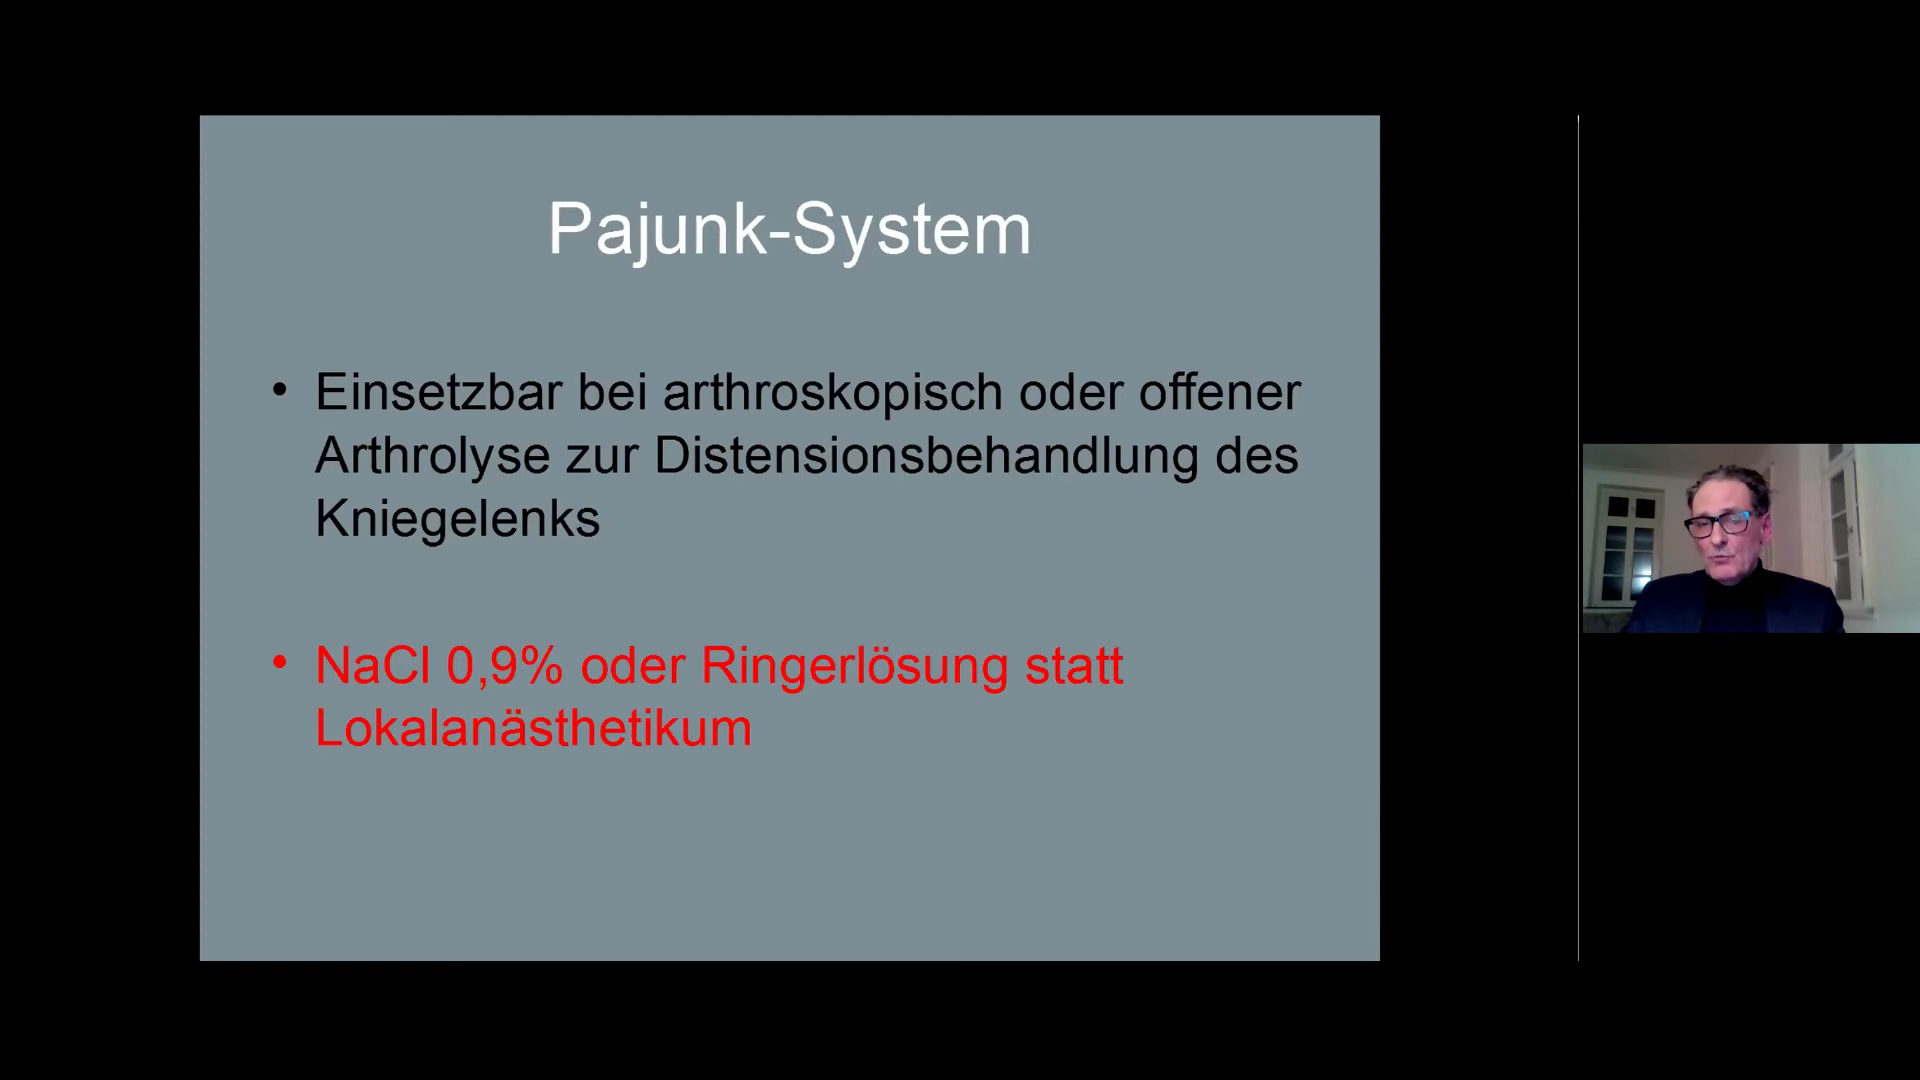 Pajunk-System
• Einsetzbar bei arthroskopisch oder offener
Arthrolyse zur Distensionsbehandlung des
Kniegelenks
• NaCl 0,9% oder Ringerlösung statt
Lokalanästhetikum